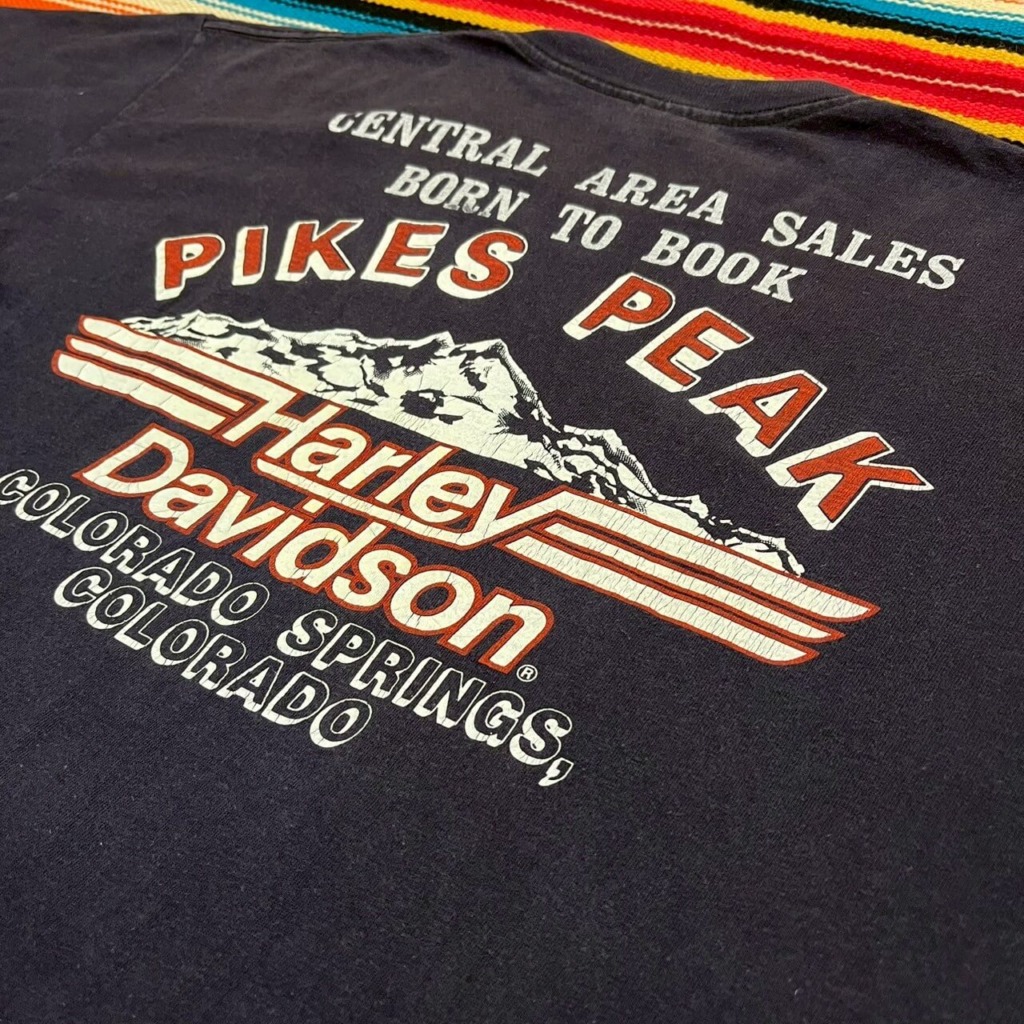 CENTRAL AREA SALES
BORN TO BOOK
PIKES PEAK
Harley
Davidson®
COLORADO SPRINGS,
COLORADO